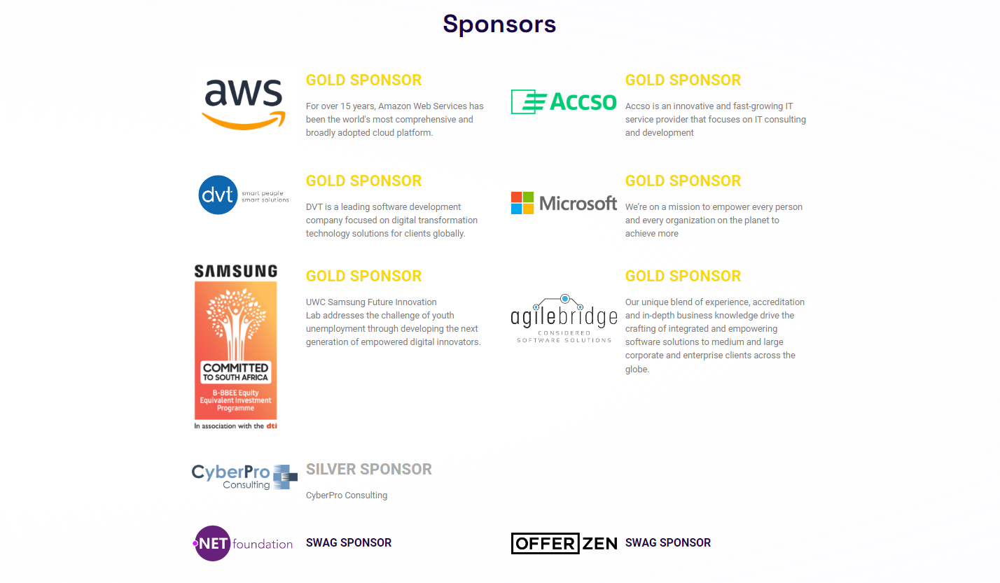 Sponsors
aws
GOLD SPONSOR
For over 15 years, Amazon Web Services has
been the world's most comprehensive and
broadly adopted cloud platform.
Accso
GOLD SPONSOR
Accso is an innovative and fast-growing IT
service provider that focuses on IT consulting
and development
dvt
smart people
smart solutions
GOLD SPONSOR
DVT is a leading software development
company focused on digital transformation
technology solutions for clients globally.
Microsoft
GOLD SPONSOR
We're on a mission to empower every person
and every organization on the planet to
achieve more
SAMSUNG
COMMITTED
TO SOUTH AFRICA
B-BBEE Equity
Equivalent Investment
Programme
In association with the dti
GOLD SPONSOR
UWC Samsung Future Innovation
Lab addresses the challenge of youth
unemployment through developing the next
generation of empowered digital innovators.
agilebridge
CONSIDERED
SOFTWARE SOLUTIONS
GOLD SPONSOR
Our unique blend of experience, accreditation
and in-depth business knowledge drive the
crafting of integrated and empowering
software solutions to medium and large
corporate and enterprise clients across the
globe.
CyberPro
Consulting
SILVER SPONSOR
CyberPro Consulting
.NET foundation
SWAG SPONSOR
OFFERZEN
SWAG SPONSOR